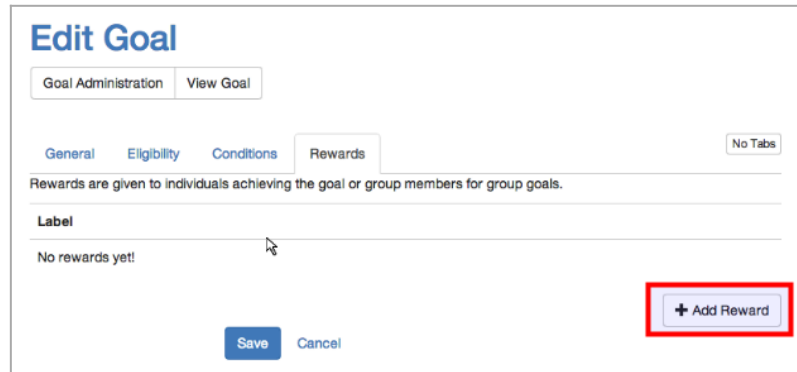 Edit Goal
Goal Administration View Goal
General Eligibility Conditions Rewards No Tabs
Rewards are given to individuals achieving the goal or group members for group goals.
Label
No rewards yet!
+ Add Reward
Save Cancel